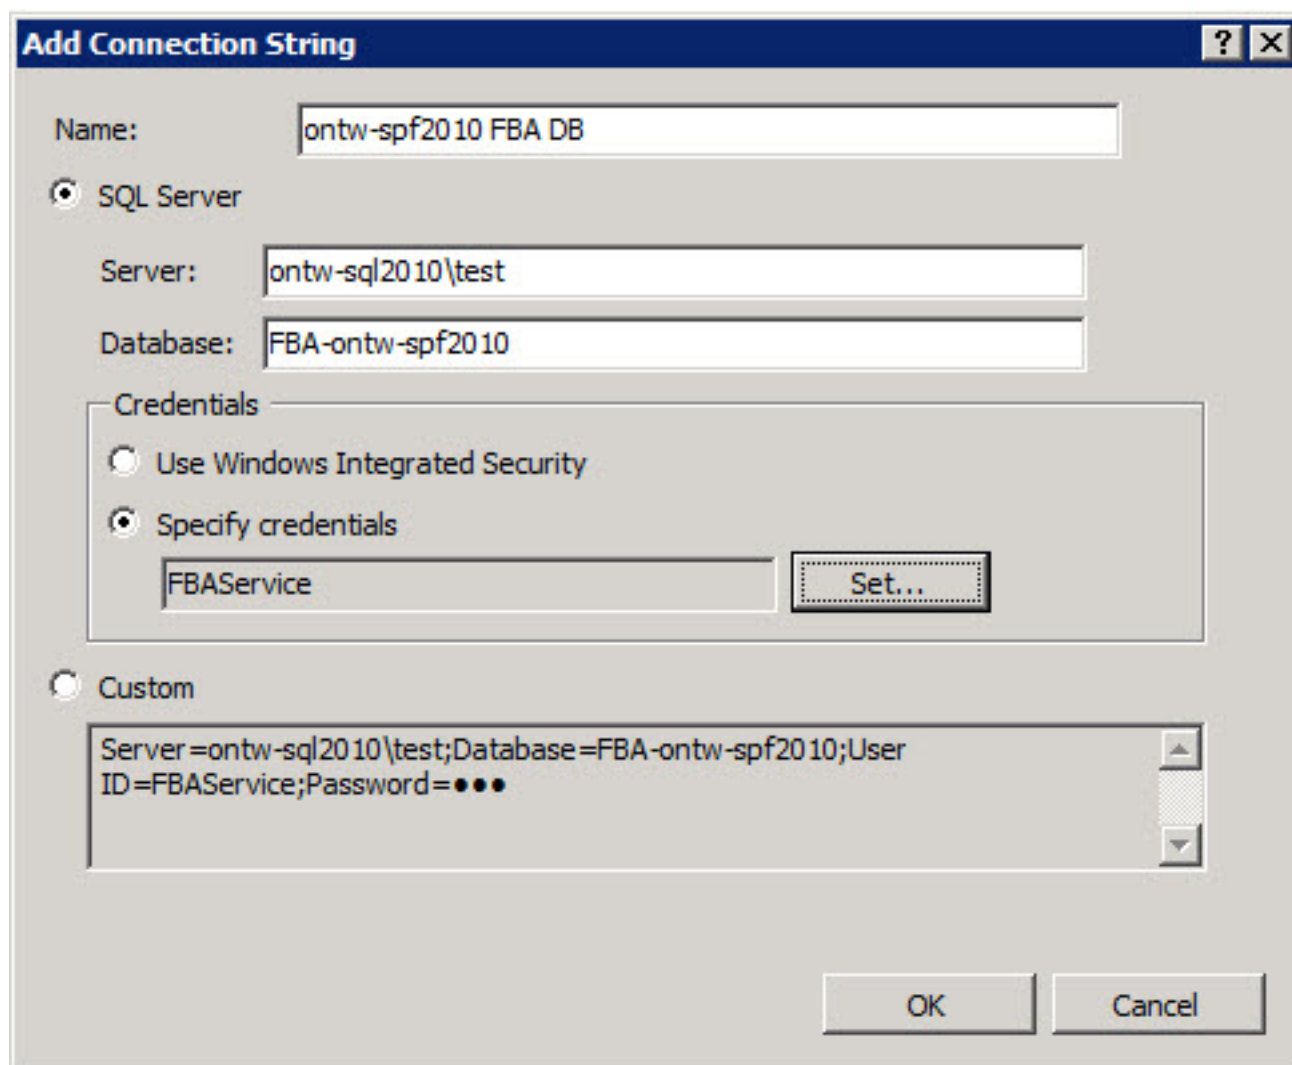 Add Connection String
Name: ontw-spf2010 FBA DB
SQL Server
Server: ontw-sql2010\test
Database: FBA-ontw-spf2010
Credentials
Use Windows Integrated Security
Specify credentials
FBAService Set...
Custom
Server=ontw-sql2010\test;Database=FBA-ontw-spf2010;User
ID=FBAService;Password=●●●
OK Cancel